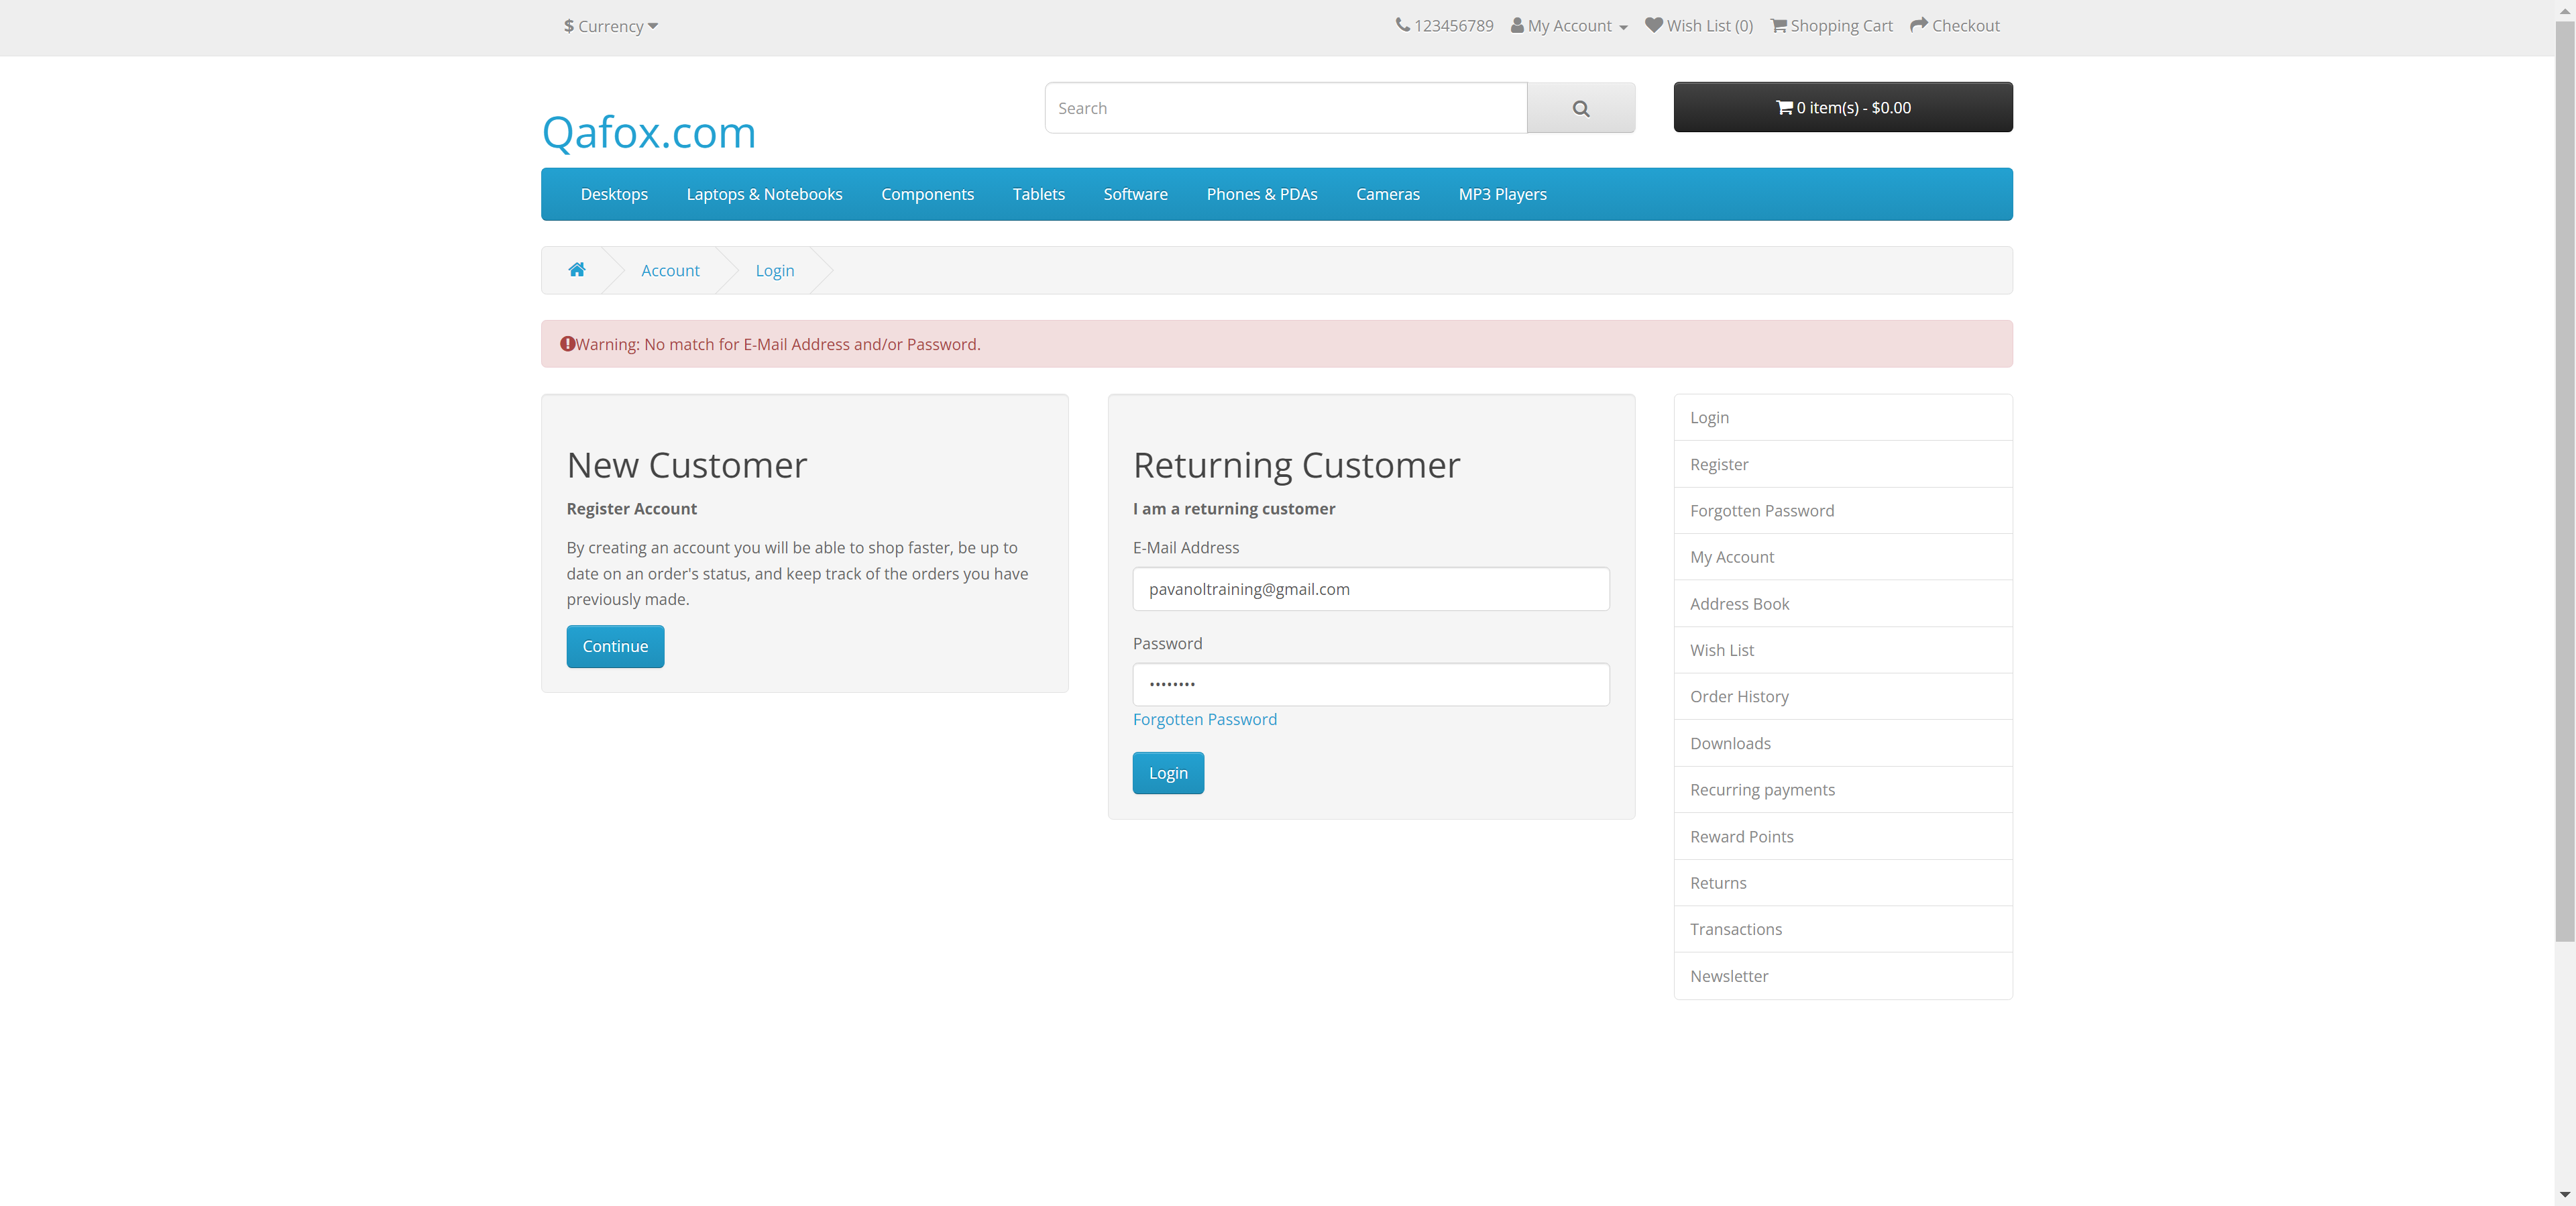 $ Currency
123456789 My Account Wish List (0) Shopping Cart Checkout
Qafox.com
Search
0 item(s) - $0.00
Desktops Laptops & Notebooks Components Tablets Software Phones & PDAs Cameras MP3 Players
Account Login
Warning: No match for E-Mail Address and/or Password.
New Customer
Register Account
By creating an account you will be able to shop faster, be up to
date on an order's status, and keep track of the orders you have
previously made.
Continue
Returning Customer
I am a returning customer
E-Mail Address
pavanoltraining@gmail.com
Password
••••••••
Forgotten Password
Login
Login
Register
Forgotten Password
My Account
Address Book
Wish List
Order History
Downloads
Recurring payments
Reward Points
Returns
Transactions
Newsletter